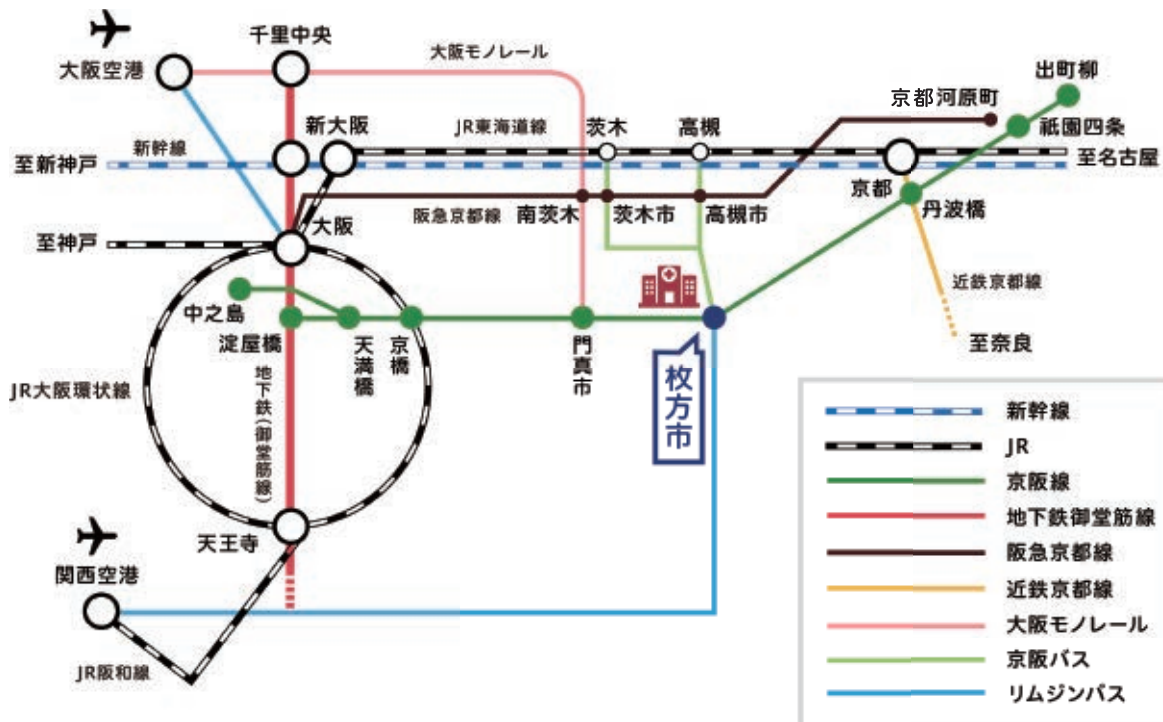 千里中央
大阪モノレール
大阪空港
出町柳
京都河原町
新大阪
JR東海道線
茨木
高槻
祇園四条
新幹線
至新神戸
至名古屋
京都
大阪
阪急京都線
南茨木
茨木市
高槻市
丹波橋
至神戸
近鉄京都線
中之島
淀屋橋
天満橋
京橋
門真市
至奈良
枚方市
JR大阪環状線
地下鉄(御堂筋線)
天王寺
関西空港
JR阪和線
新幹線
JR
京阪線
地下鉄御堂筋線
阪急京都線
近鉄京都線
大阪モノレール
京阪バス
リムジンバス